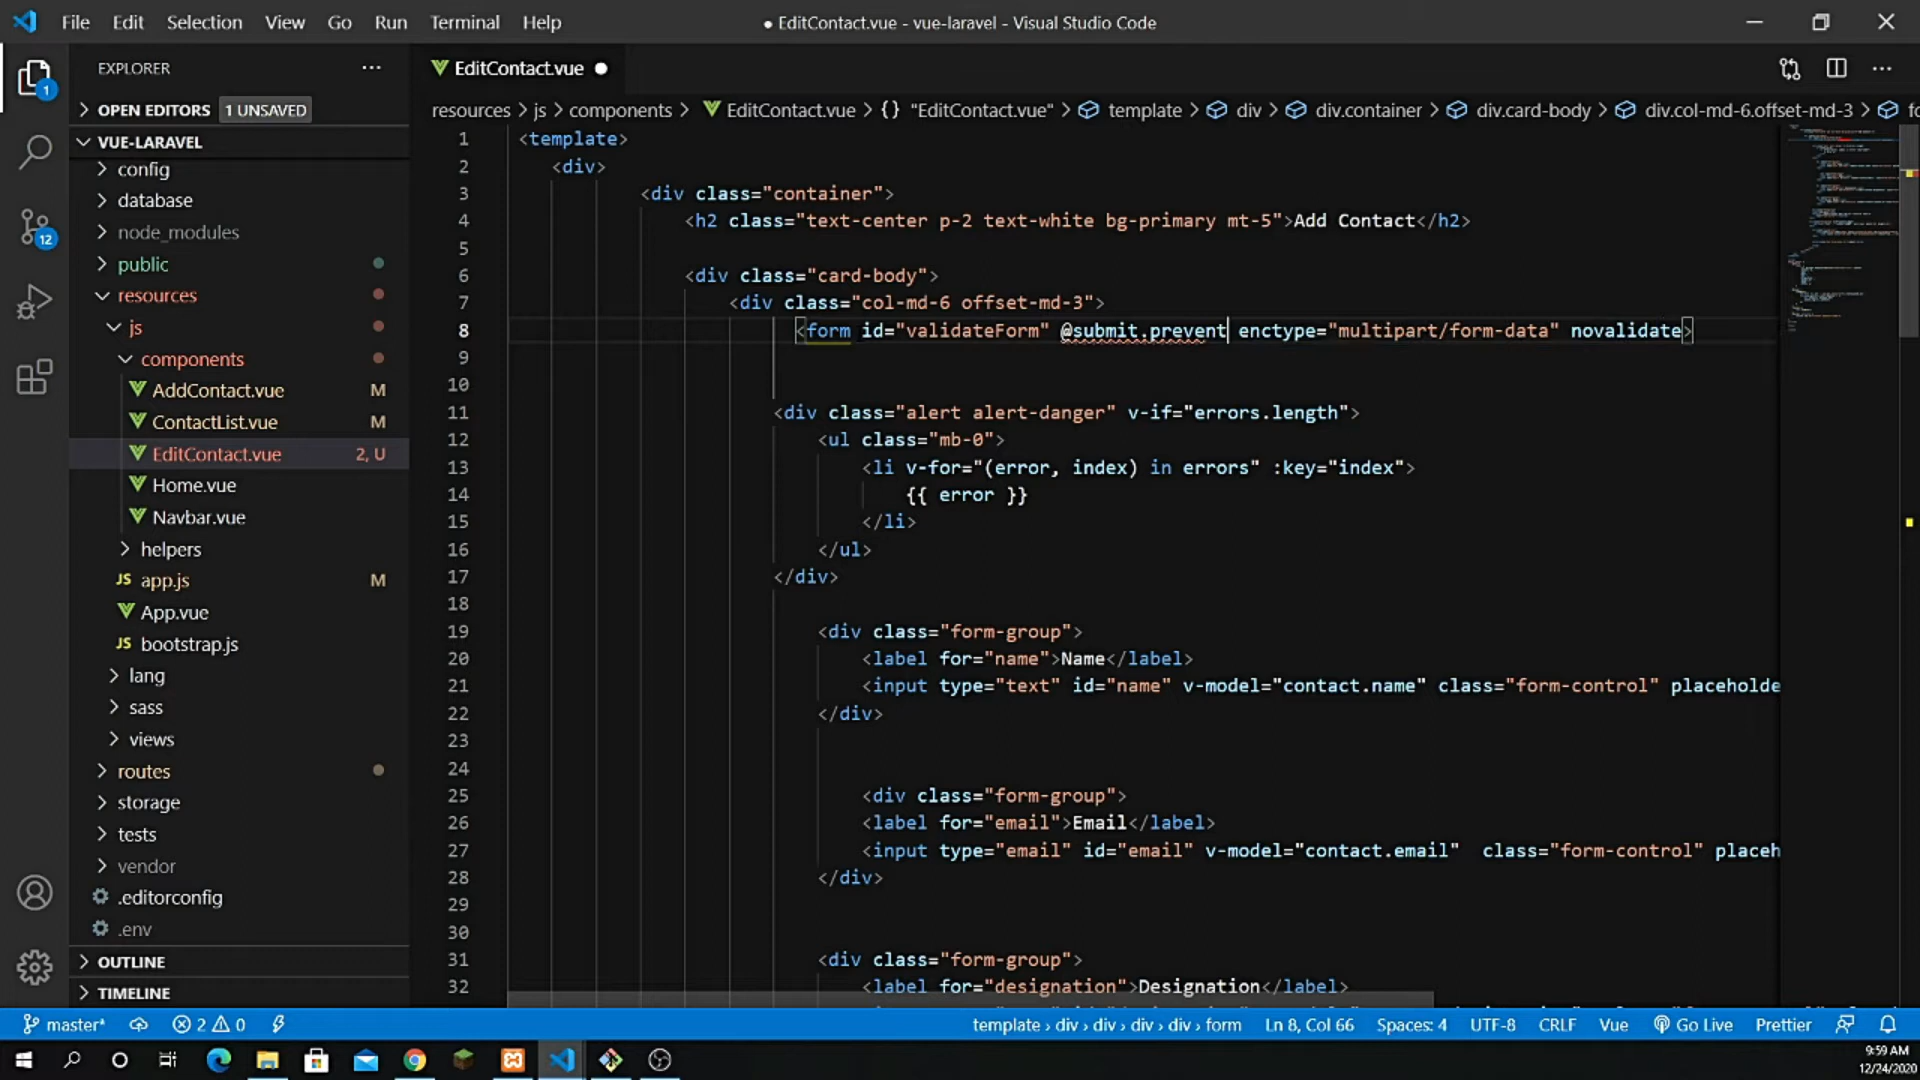 File Edit Selection View Go Run Terminal Help
● EditContact.vue - vue-laravel - Visual Studio Code
EXPLORER
OPEN EDITORS 1 UNSAVED
VUE-LARAVEL
config
database
node_modules
public
resources
js
components
AddContact.vue M
ContactList.vue M
EditContact.vue 2, U
Home.vue
Navbar.vue
helpers
JS app.js M
App.vue
JS bootstrap.js
lang
sass
views
routes
storage
tests
vendor
.editorconfig
.env
OUTLINE
TIMELINE
1
12
EditContact.vue ●
resources > js > components > EditContact.vue > {} "EditContact.vue" > template > div > div.container > div.card-body > div.col-md-6.offset-md-3 > fo
1 <template>
2 <div>
3 <div class="container">
4 <h2 class="text-center p-2 text-white bg-primary mt-5">Add Contact</h2>
5
6 <div class="card-body">
7 <div class="col-md-6 offset-md-3">
8 <form id="validateForm" @submit.prevent enctype="multipart/form-data" novalidate>
9
10
11 <div class="alert alert-danger" v-if="errors.length">
12 <ul class="mb-0">
13 <li v-for="(error, index) in errors" :key="index">
14 {{ error }}
15 </li>
16 </ul>
17 </div>
18
19 <div class="form-group">
20 <label for="name">Name</label>
21 <input type="text" id="name" v-model="contact.name" class="form-control" placeholde
22 </div>
23
24
25 <div class="form-group">
26 <label for="email">Email</label>
27 <input type="email" id="email" v-model="contact.email" class="form-control" placeh
28 </div>
29
30
31 <div class="form-group">
32 <label for="designation">Designation</label>
master* 2 0
template › div › div › div › div › form Ln 8, Col 66 Spaces: 4 UTF-8 CRLF Vue Go Live Prettier
9:59 AM
12/24/2020